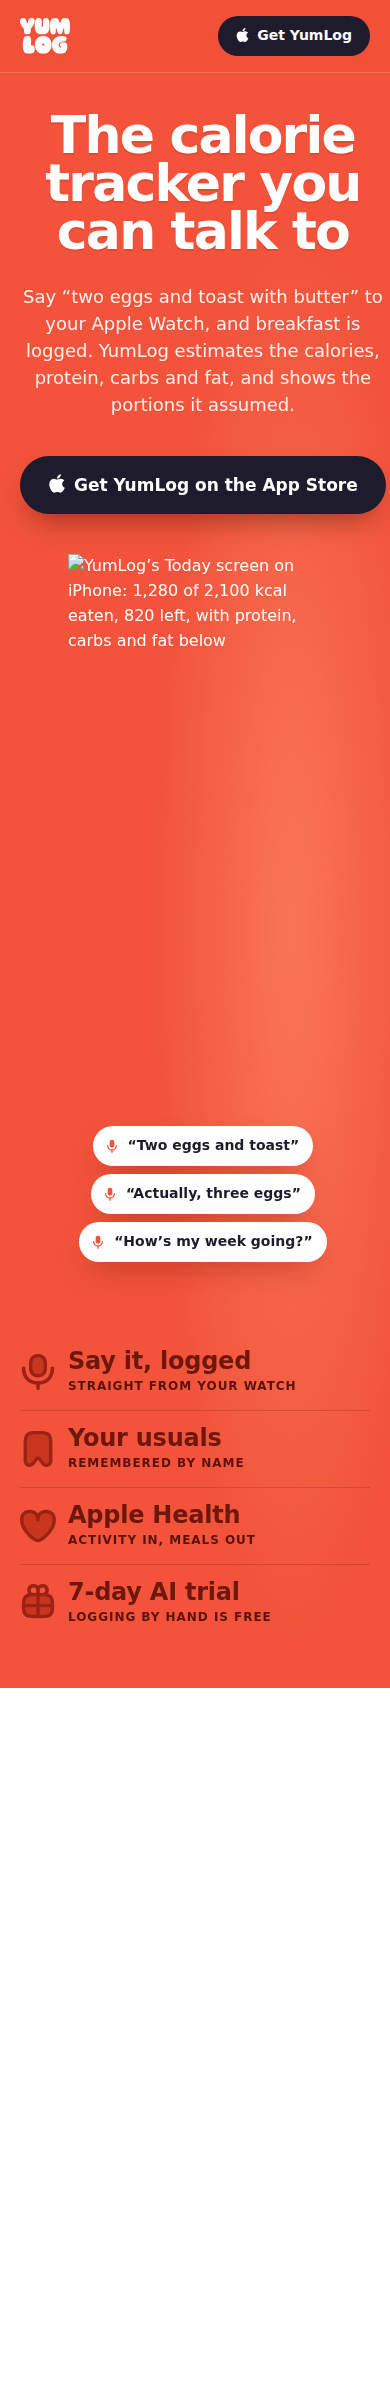 YUM
LOG
Get YumLog
The calorie
tracker you
can talk to
Say “two eggs and toast with butter” to
your Apple Watch, and breakfast is
logged. YumLog estimates the calories,
protein, carbs and fat, and shows the
portions it assumed.
Get YumLog on the App Store
YumLog’s Today screen on
iPhone: 1,280 of 2,100 kcal
eaten, 820 left, with protein,
carbs and fat below
“Two eggs and toast”
“Actually, three eggs”
“How’s my week going?”
Say it, logged
STRAIGHT FROM YOUR WATCH
Your usuals
REMEMBERED BY NAME
Apple Health
ACTIVITY IN, MEALS OUT
7-day AI trial
LOGGING BY HAND IS FREE